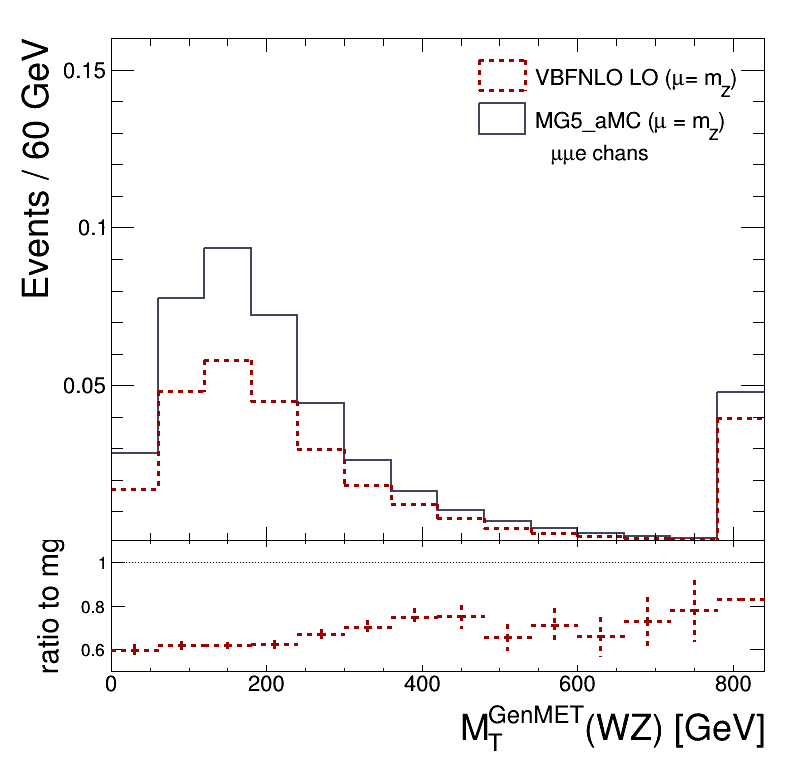 Events / 60 GeV
0.15
0.1
0.05
VBFNLO LO (μ= m_Z)
MG5_aMC (μ = m_Z)
μμe chans
ratio to mg
1
0.8
0.6
0 200 400 600 800
M_T^GenMET(WZ) [GeV]